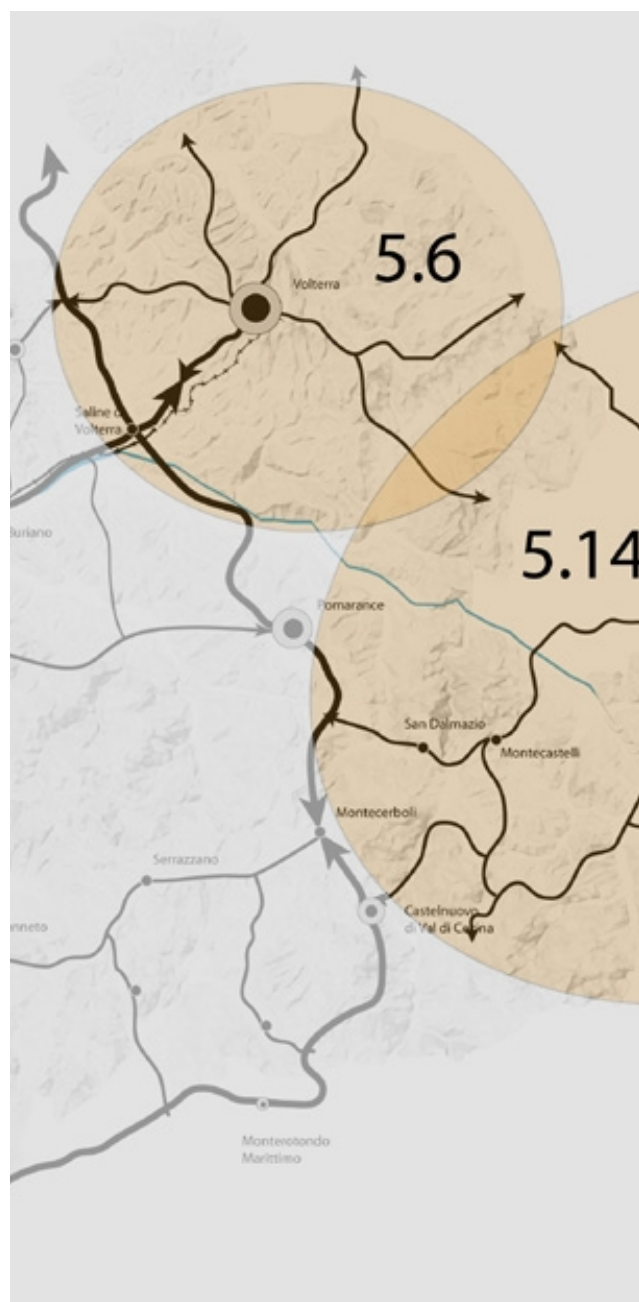 5.6
Volterra
Saline di
Volterra
Buriano
5.14
Pomarance
San Dalmazio
Montecastelli
Montecerboli
Serrazzano
Castelnuovo
di Val di Cecina
nneto
Monterotondo
Marittimo